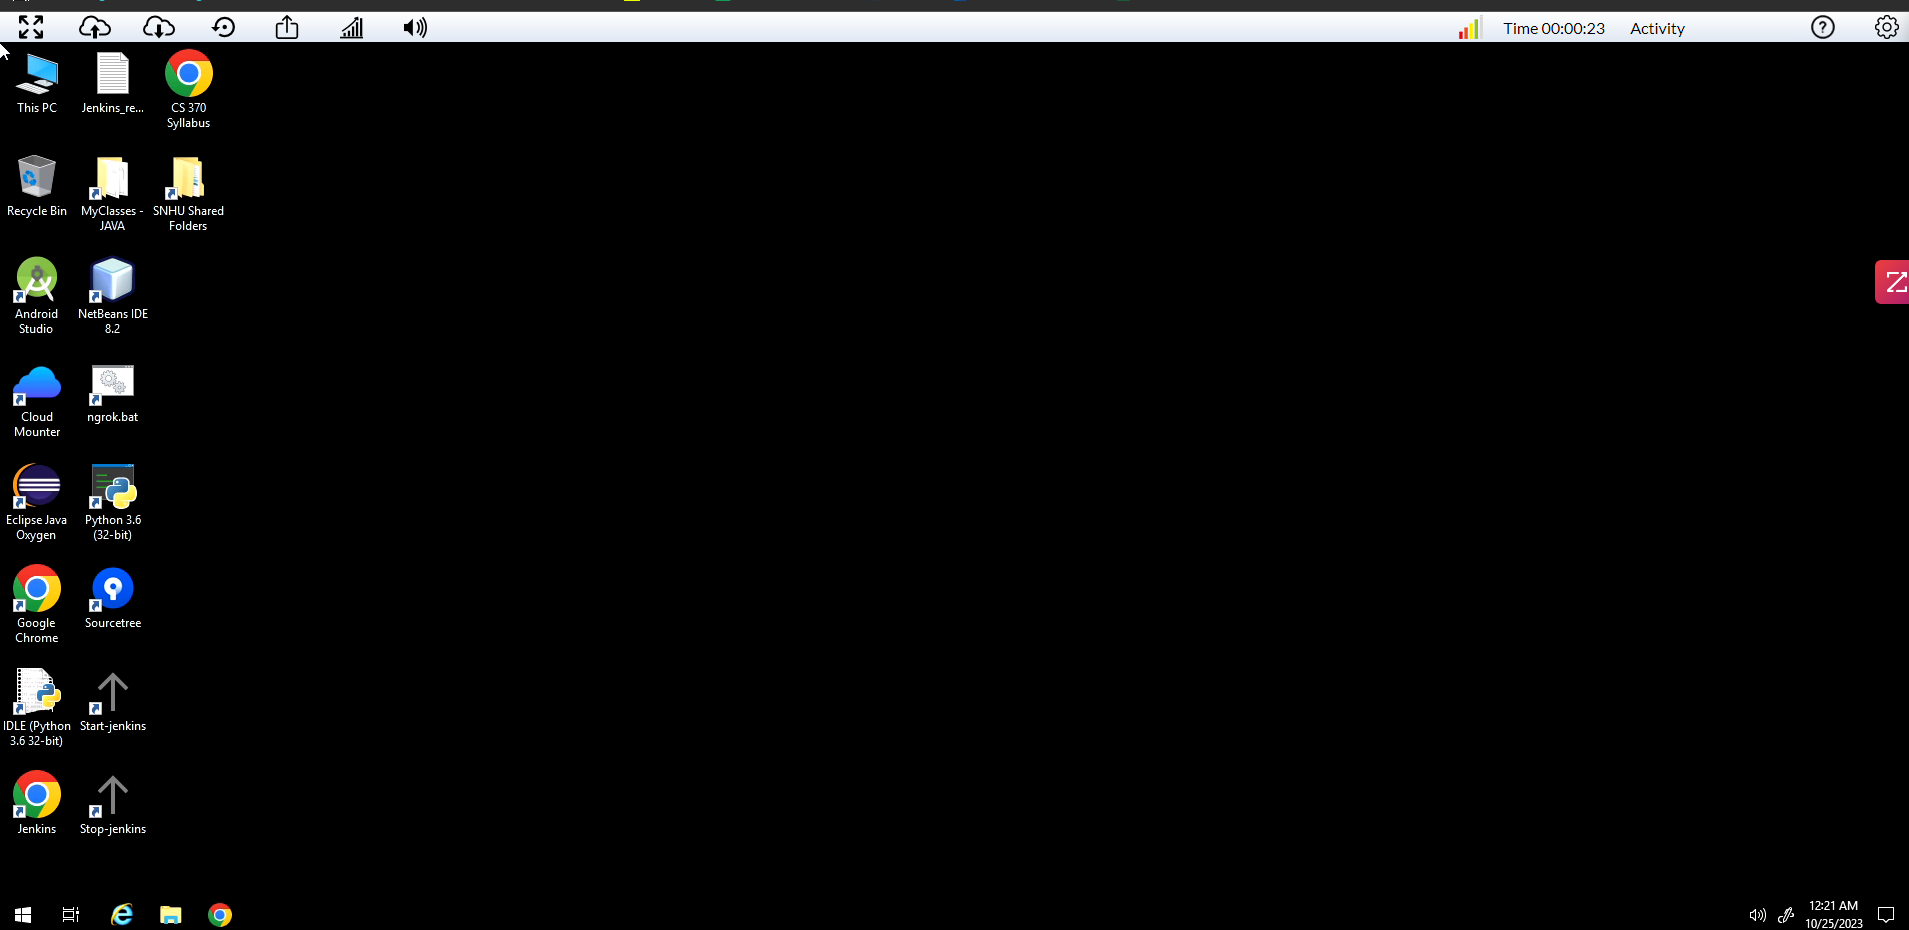 Time 00:00:23
Activity
This PC
Jenkins_re...
CS 370
Syllabus
Recycle Bin
MyClasses -
JAVA
SNHU Shared
Folders
Android
Studio
NetBeans IDE
8.2
Cloud
Mounter
ngrok.bat
Eclipse Java
Oxygen
Python 3.6
(32-bit)
Google
Chrome
Sourcetree
IDLE (Python
3.6 32-bit)
Start-jenkins
Jenkins
Stop-jenkins
12:21 AM
10/25/2023